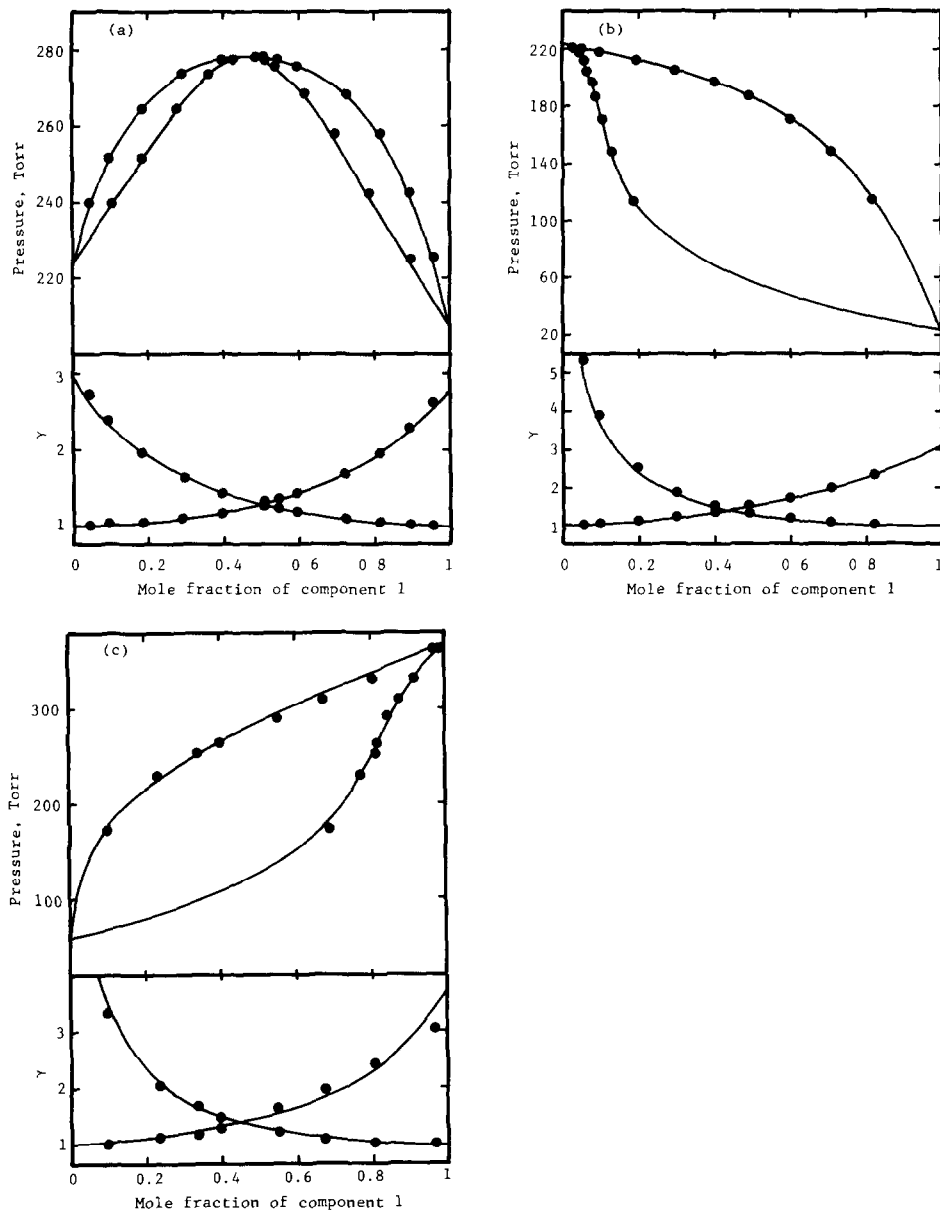 (a)
280
260
240
220
Pressure, Torr
3
2
1
γ
0 0.2 0.4 0 6 0 8 1
Mole fraction of component 1
(b)
220
180
140
100
60
20
Pressure, Torr
5
4
3
2
1
γ
0 0.2 0.4 0 6 0 8 1
Mole fraction of component 1
(c)
300
200
100
Pressure, Torr
3
2
1
γ
0 0.2 0.4 0.6 0.8 1
Mole fraction of component 1